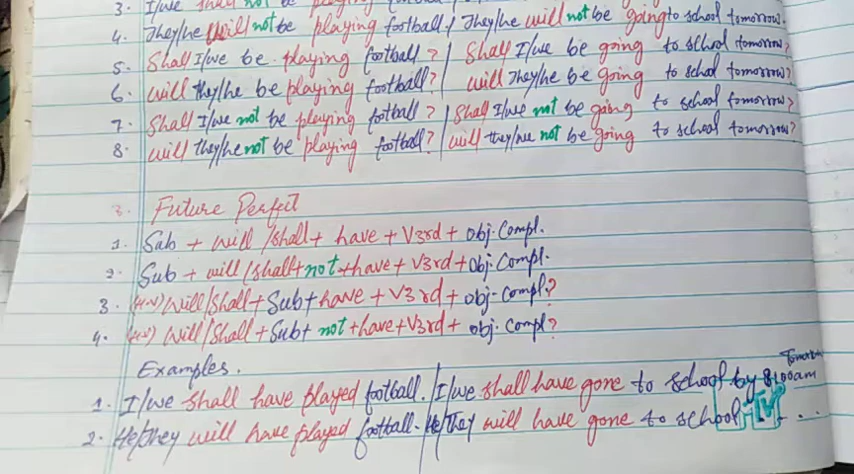 3. I/we shall not be playing
4. They/he will not be playing football / They/he will not be going to school tomorrow.
5. Shall I/we be playing football? / Shall I/we be going to school tomorrow?
6. will they/he be playing football? / will They/he be going to school tomorrow?
7. Shall I/we not be playing football? / Shall I/we not be going to school tomorrow?
8. will they/he not be playing football? / will they/he not be going to school tomorrow?
3. Future Perfect
1. Sub + will /shall + have + V3rd + obj. Compl.
2. Sub + will /shall + not + have + V3rd + obj. Compl.
3. Will/Shall + Sub + have + V3rd + obj. Compl?
4. Will/Shall + Sub + not + have + V3rd + obj. Compl?
Examples.
1. I/we shall have played football. / I/we shall have gone to school by 8:00am Tomorrow
2. He/they will have played football. He/they will have gone to school